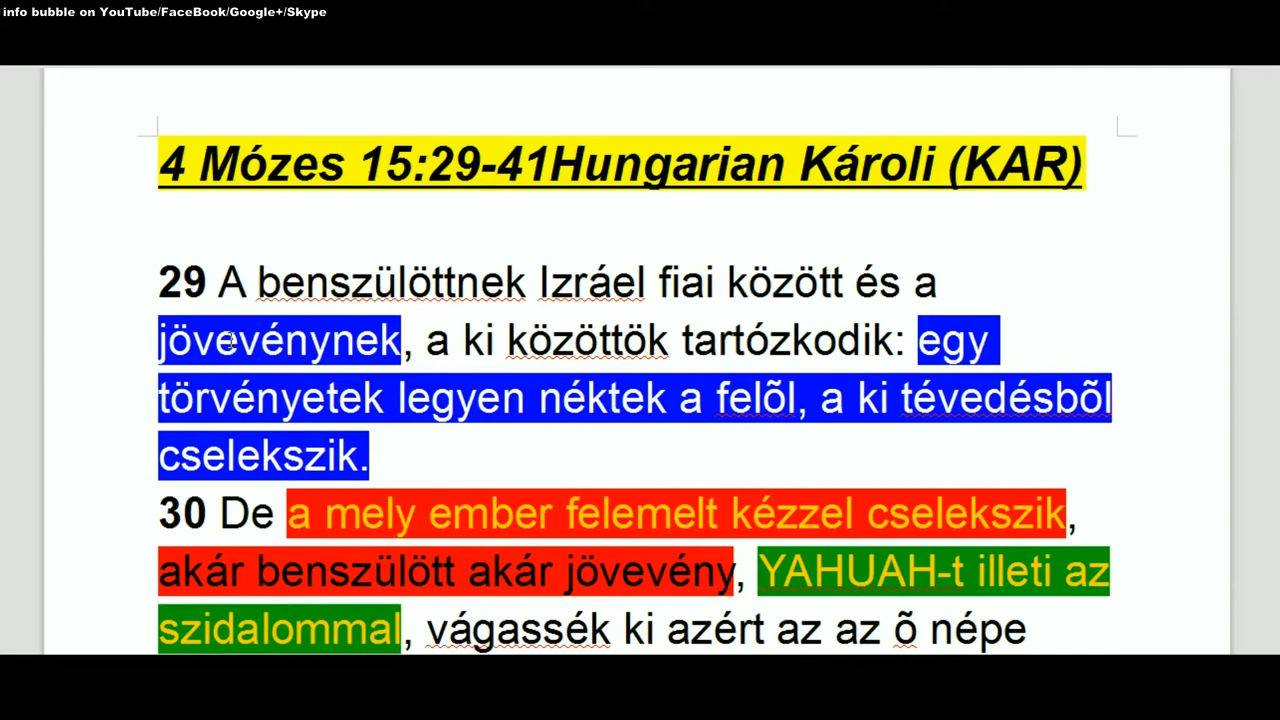 info bubble on YouTube/FaceBook/Google+/Skype
4 Mózes 15:29-41Hungarian Károli (KAR)
29 A benszülöttnek Izráel fiai között és a
jövevénynek, a ki közöttök tartózkodik: egy
törvényetek legyen néktek a felõl, a ki tévedésbõl
cselekszik.
30 De a mely ember felemelt kézzel cselekszik,
akár benszülött akár jövevény, YAHUAH-t illeti az
szidalommal, vágassék ki azért az az õ népe